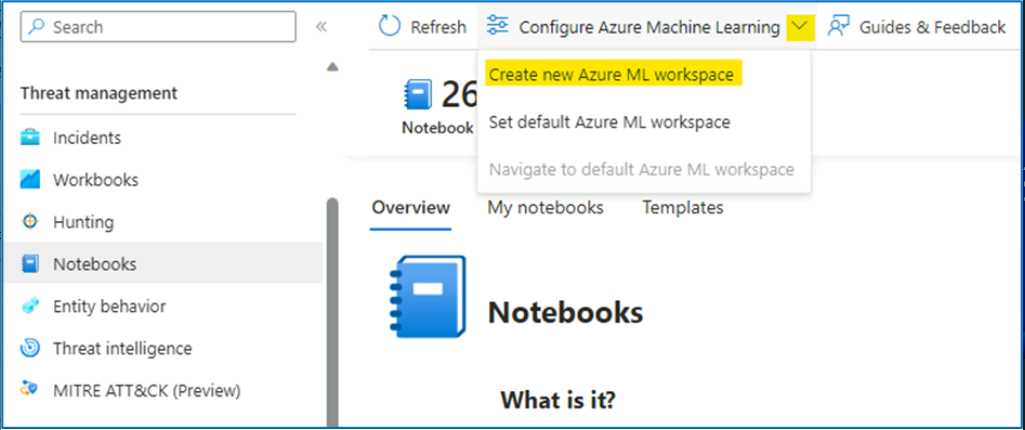 Search
«
Refresh
Configure Azure Machine Learning
Guides & Feedback
Create new Azure ML workspace
Set default Azure ML workspace
Navigate to default Azure ML workspace
26
Notebook
Threat management
Incidents
Workbooks
Hunting
Notebooks
Entity behavior
Threat intelligence
MITRE ATT&CK (Preview)
Overview
My notebooks
Templates
Notebooks
What is it?